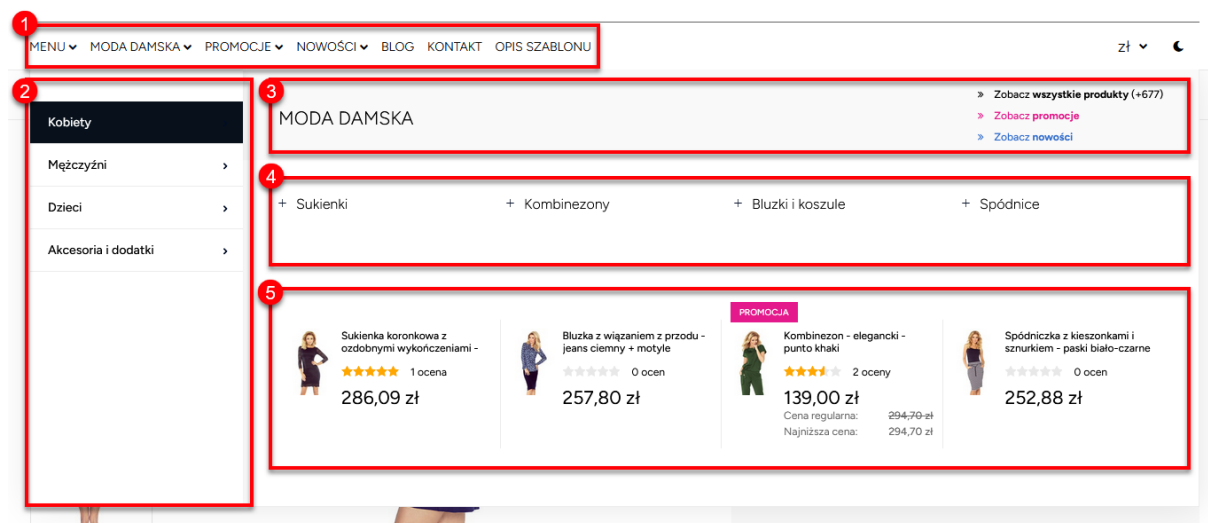 1
MENU MODA DAMSKA PROMOCJE NOWOŚCI BLOG KONTAKT OPIS SZABLONU zł
2
Kobiety
Mężczyźni
Dzieci
Akcesoria i dodatki
3
MODA DAMSKA
» Zobacz wszystkie produkty (+677)
» Zobacz promocje
» Zobacz nowości
4
+ Sukienki + Kombinezony + Bluzki i koszule + Spódnice
5
Sukienka koronkowa z
ozdobnymi wykończeniami -
1 ocena
286,09 zł
Bluzka z wiązaniem z przodu -
jeans ciemny + motyle
0 ocen
257,80 zł
PROMOCJA
Kombinezon - elegancki -
punto khaki
2 oceny
139,00 zł
Cena regularna: 294,70 zł
Najniższa cena: 294,70 zł
Spódniczka z kieszonkami i
sznurkiem - paski biało-czarne
0 ocen
252,88 zł